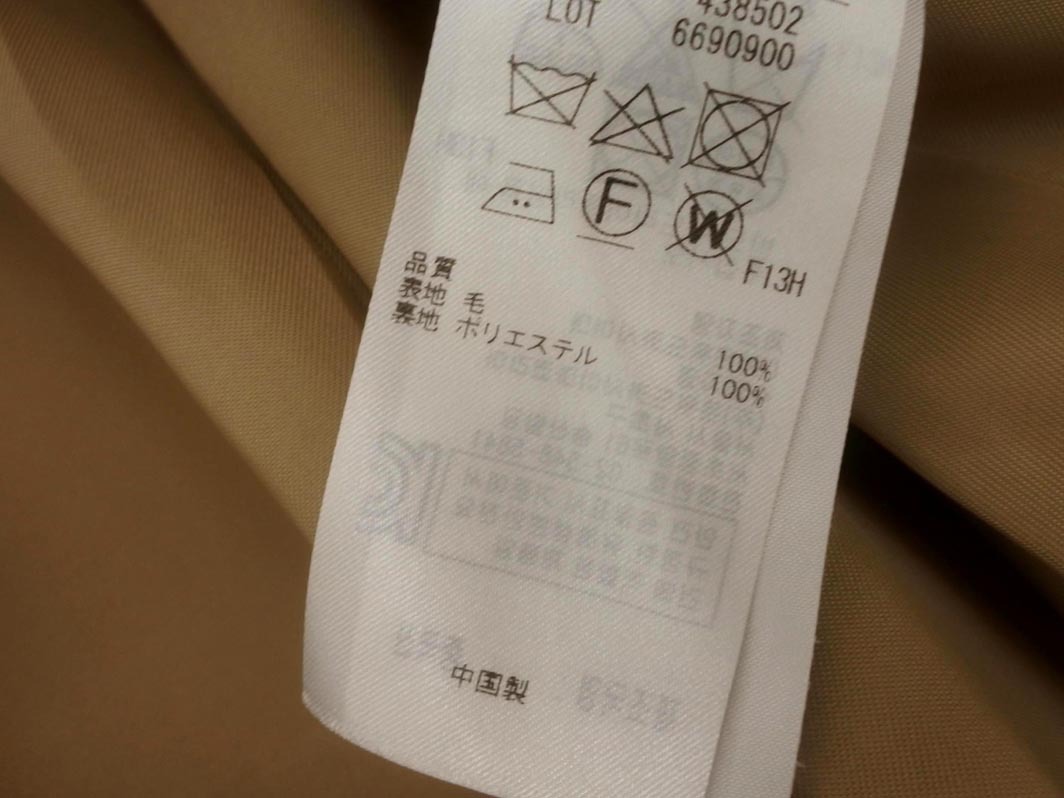 LOT 438502
6690900
F
W
F13H
品質
表地 毛 100%
裏地 ポリエステル 100%
中国製